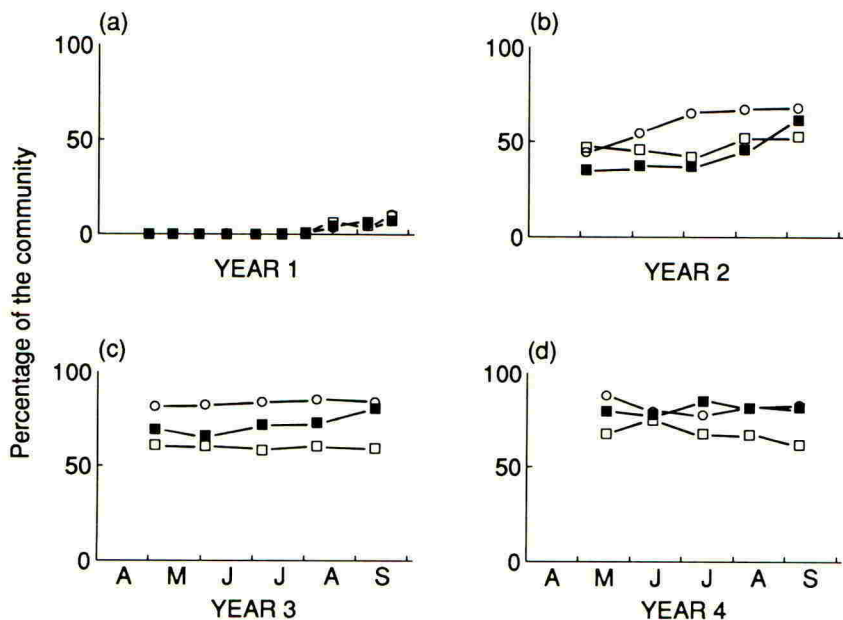 (a)
100
50
0
YEAR 1
(b)
100
50
0
YEAR 2
Percentage of the community
(c)
100
50
0
A M J J A S
YEAR 3
(d)
100
50
0
A M J J A S
YEAR 4